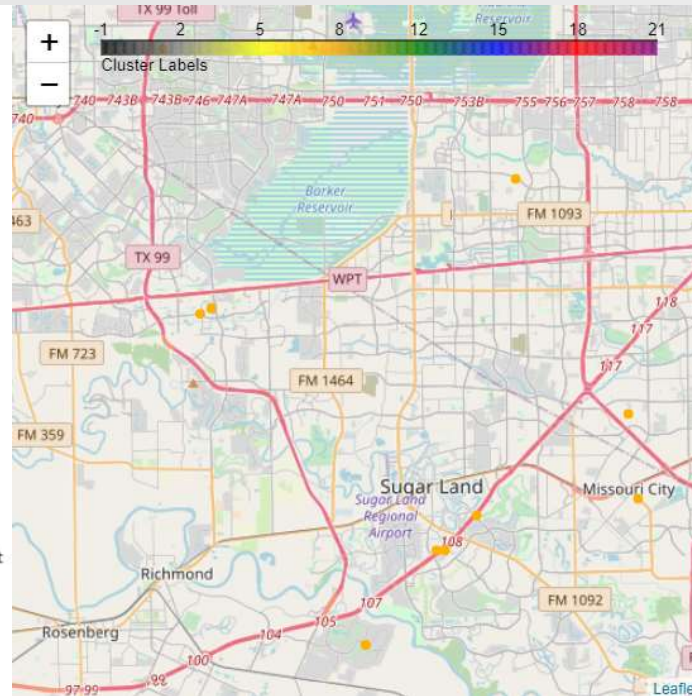 TX 99 Toll
Reservoir
+
-1 2 5 8 12 15 18 21
Cluster Labels
−
740 743B 743B 746 747A 747A 750 751 750 753B 755 756 757 758 758
740
Barker
Reservoir
463
FM 1093
TX 99
WPT
118
117
FM 723
117
FM 1464
FM 359
Sugar Land
Missouri City
Sugar Land
Regional
Airport
108
t
Richmond
FM 1092
107
105
Rosenberg
104
100
99
97-99
Leafle